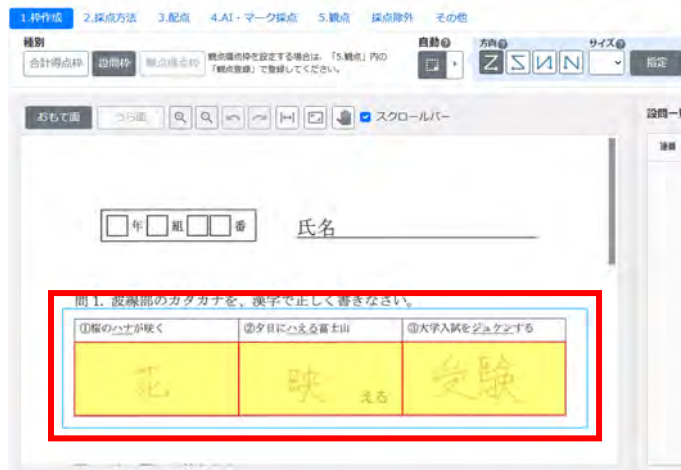 1.枠作成 2.採点方法 3.配点 4.AI・マーク採点 5.観点 採点除外 その他
種別 自動 方向 サイズ
合計得点枠 設問枠 観点得点枠 観点得点枠を設定する場合は、「5.観点」内の「観点登録」で登録してください。 指定
おもて面 うら面 スクロールバー 設問一
年 組 番 氏名
問1. 波線部のカタカナを、漢字で正しく書きなさい。
①桜のハナが咲く ②夕日にハえる富士山 ③大学入試をジュケンする
花 映 える 受験